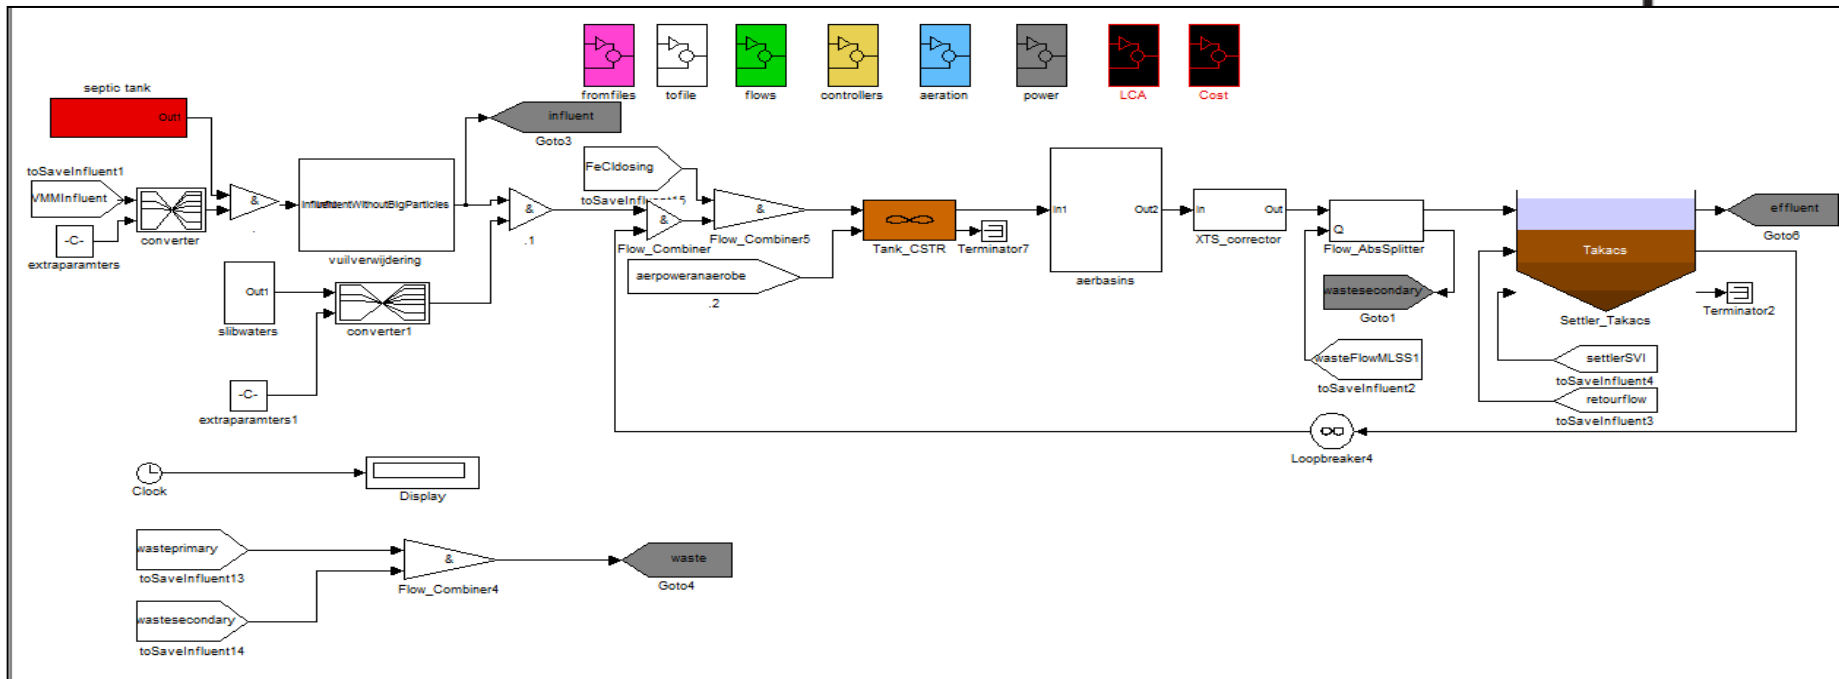 fromfiles
tofile
flows
controllers
aeration
power
LCA
Cost
septic tank
Out1
influent
Goto3
toSaveInfluent1
VMMInfluent
converter
-C-
extraparamters
&
.
InfluentWithoutBigParticles
vuilverwijdering
&
.1
Out1
slibwaters
converter1
-C-
extraparamters1
FeCldosing
toSaveInfluent15
&
Flow_Combiner
&
Flow_Combiner5
aerpoweranaerobe
.2
Tank_CSTR
Terminator7
In1
Out2
aerbasins
In
Out
XTS_corrector
Q
Flow_AbsSplitter
wastesecondary
Goto1
wasteFlowMLSS1
toSaveInfluent2
Takacs
Settler_Takacs
effluent
Goto6
Terminator2
settlerSVI
toSaveInfluent4
retourflow
toSaveInfluent3
Loopbreaker4
Clock
Display
wasteprimary
toSaveInfluent13
wastesecondary
toSaveInfluent14
&
Flow_Combiner4
waste
Goto4